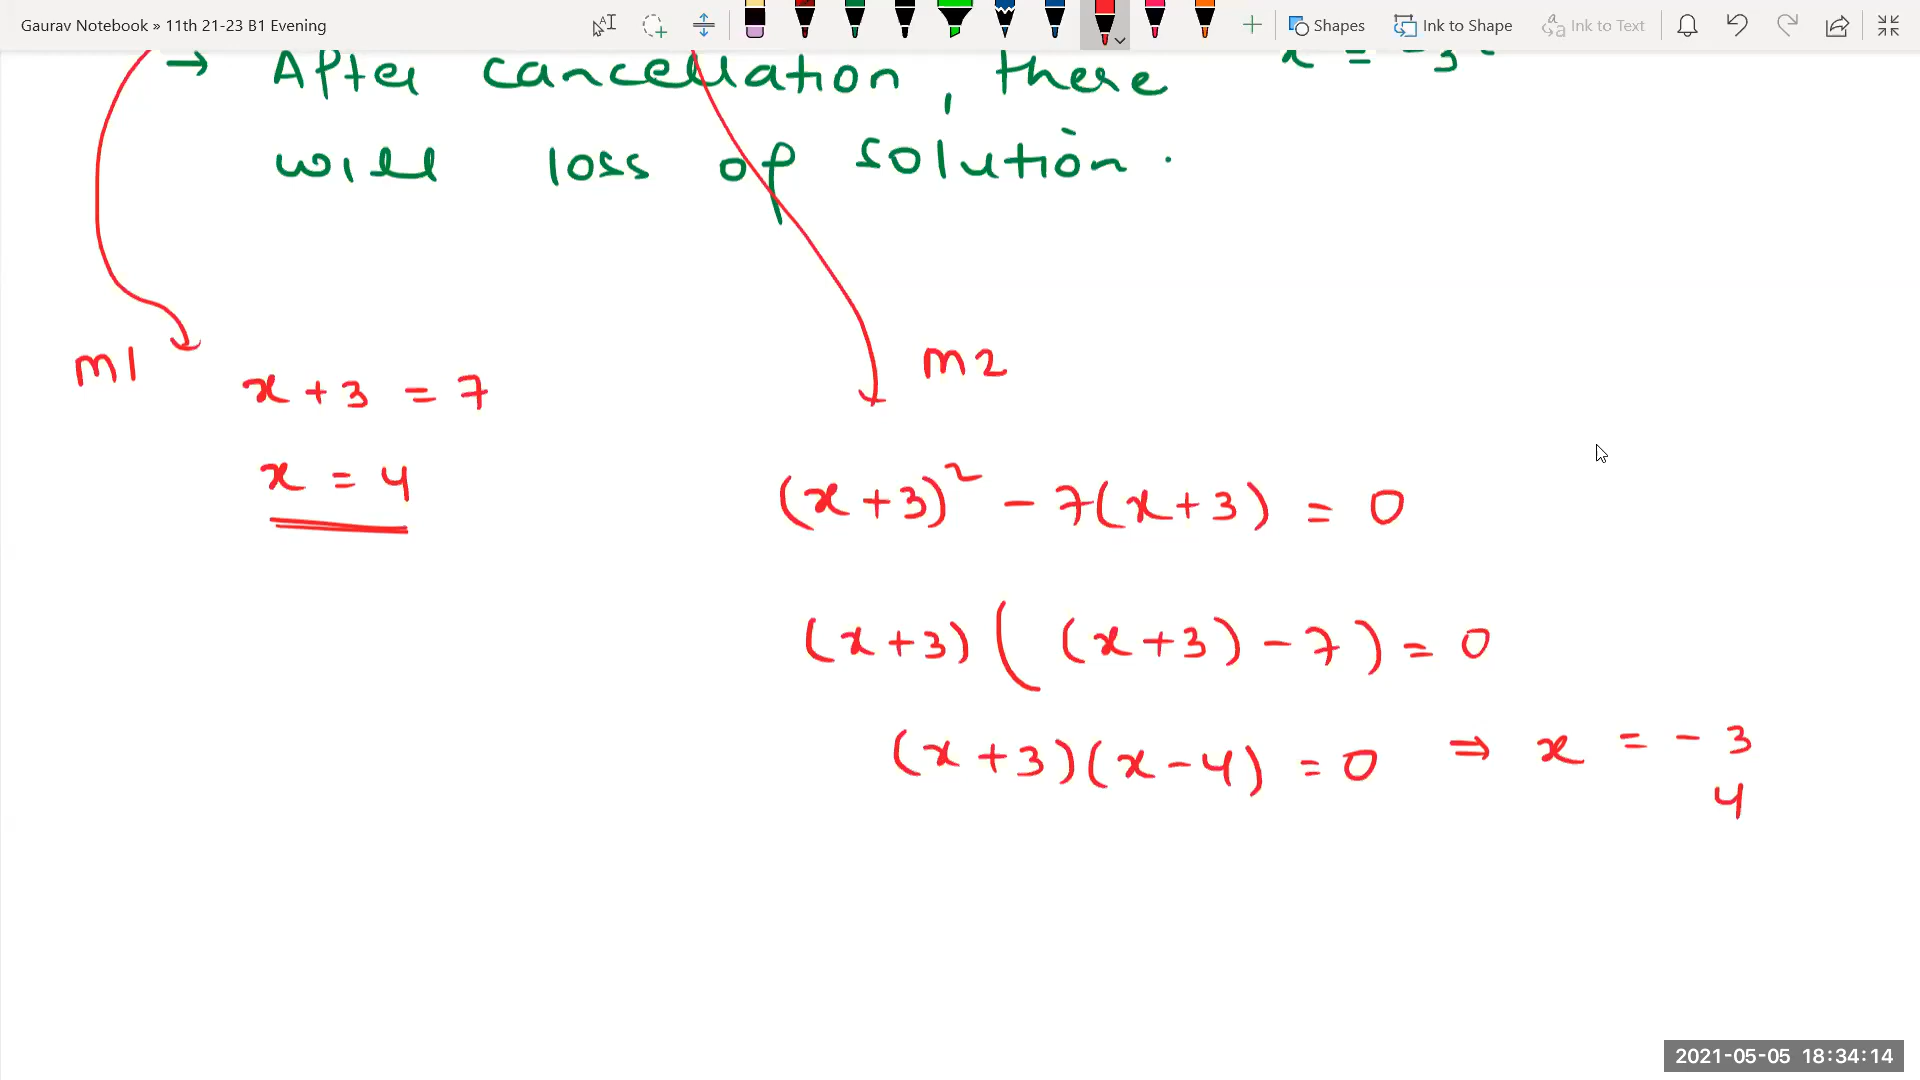 Gaurav Notebook » 11th 21-23 B1 Evening
Shapes
Ink to Shape
Ink to Text
→ After cancellation, there
will loss of solution.
x = -3
m1
x + 3 = 7
x = 4
m2
(x+3)² - 7(x+3) = 0
(x+3)( (x+3) - 7) = 0
(x+3)(x-4) = 0 ⇒ x = -3
4
2021-05-05 18:34:14